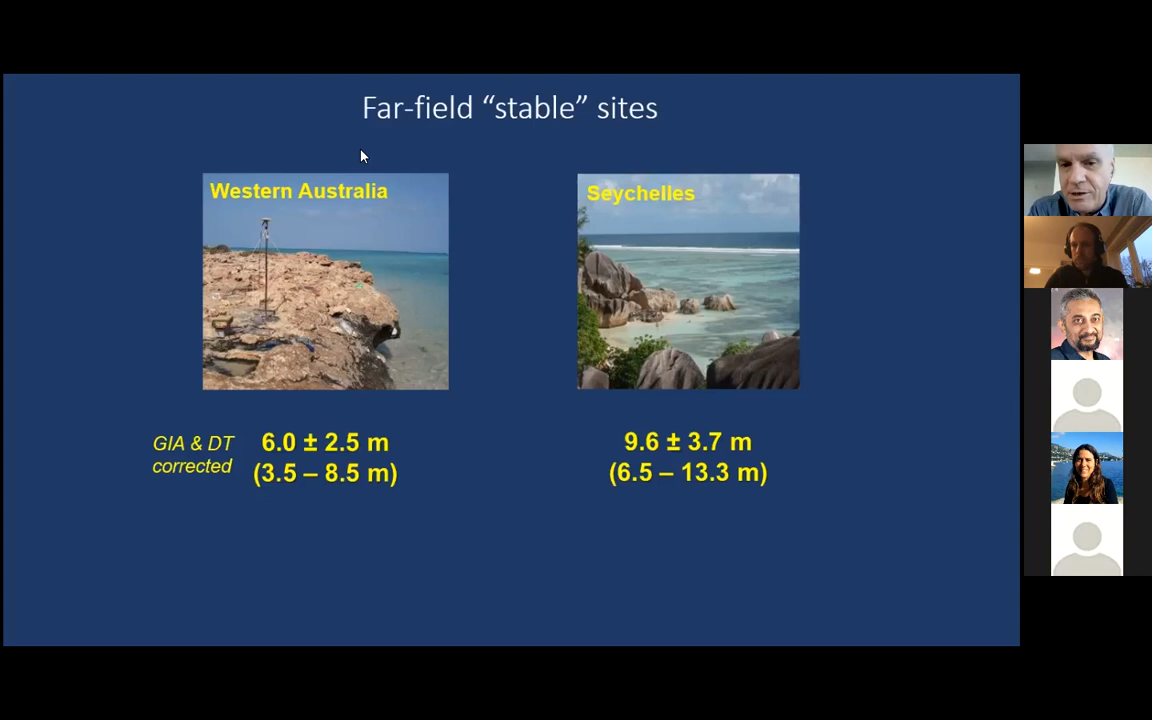 Far-field “stable” sites
Western Australia
Seychelles
GIA & DT
corrected
6.0 ± 2.5 m
(3.5 – 8.5 m)
9.6 ± 3.7 m
(6.5 – 13.3 m)